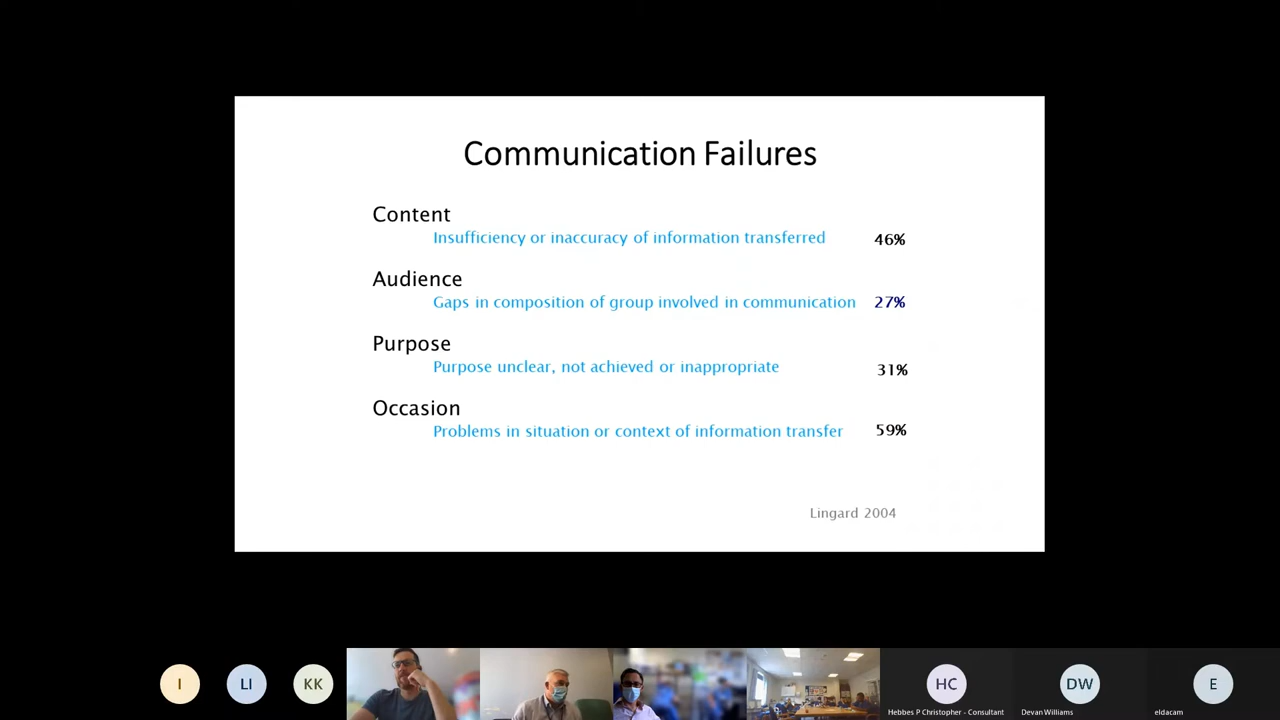 Communication Failures
Content
Insufficiency or inaccuracy of information transferred 46%
Audience
Gaps in composition of group involved in communication 27%
Purpose
Purpose unclear, not achieved or inappropriate 31%
Occasion
Problems in situation or context of information transfer 59%
Lingard 2004
I LI KK HC DW E
Hebbes P Christopher - Consultant Devan Williams eldacam